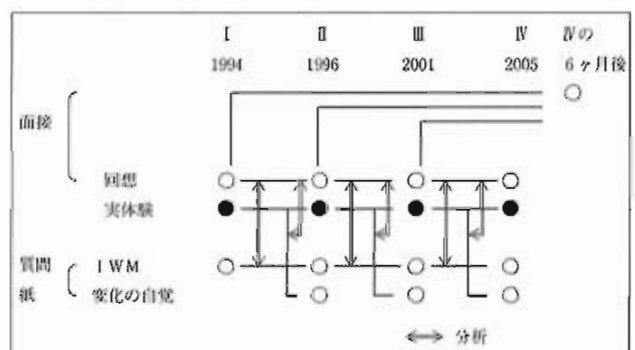 Ⅰ Ⅱ Ⅲ Ⅳ Ⅳの
1994 1996 2001 2005 6ヶ月後
面接
回想
実体験
質問 IWM
紙 変化の自覚
分析